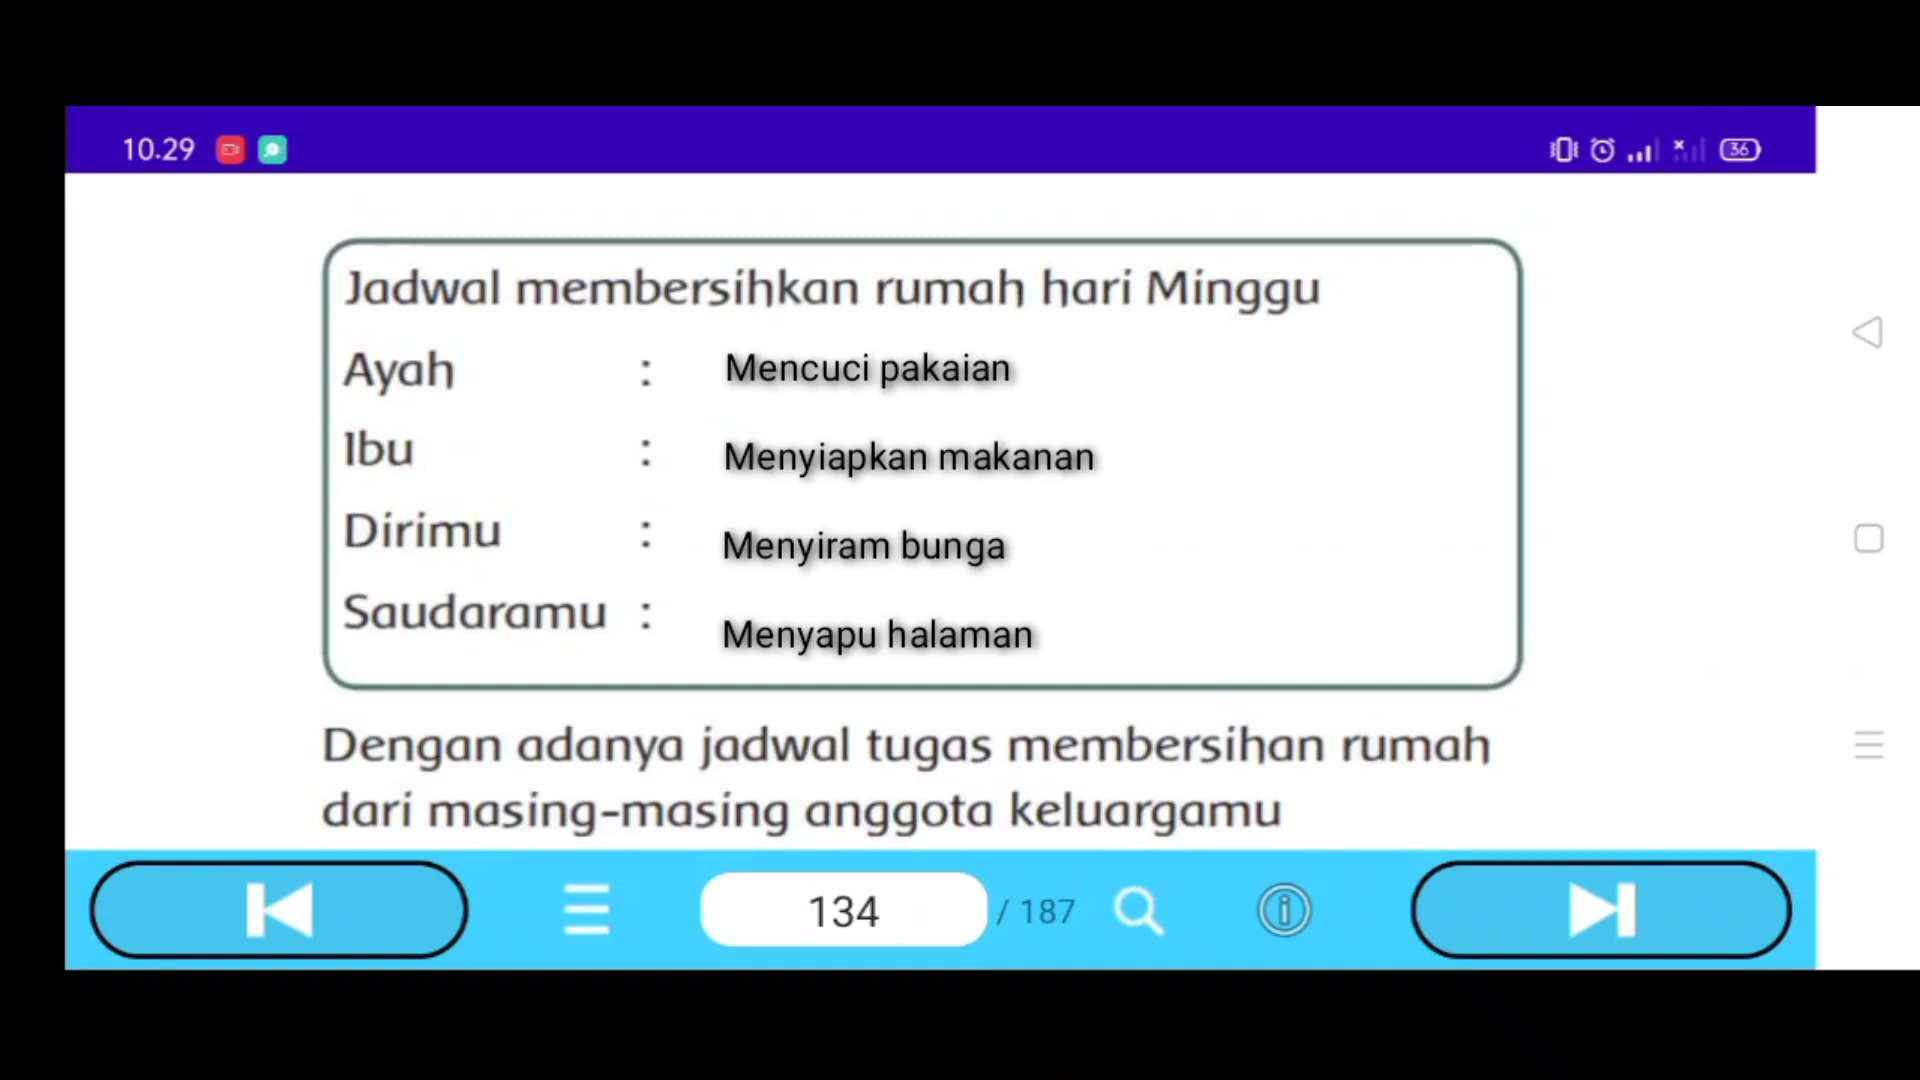 10.29
36
Jadwal membersihkan rumah hari Minggu
Ayah : Mencuci pakaian
Ibu : Menyiapkan makanan
Dirimu : Menyiram bunga
Saudaramu : Menyapu halaman
Dengan adanya jadwal tugas membersihan rumah
dari masing-masing anggota keluargamu
134 / 187